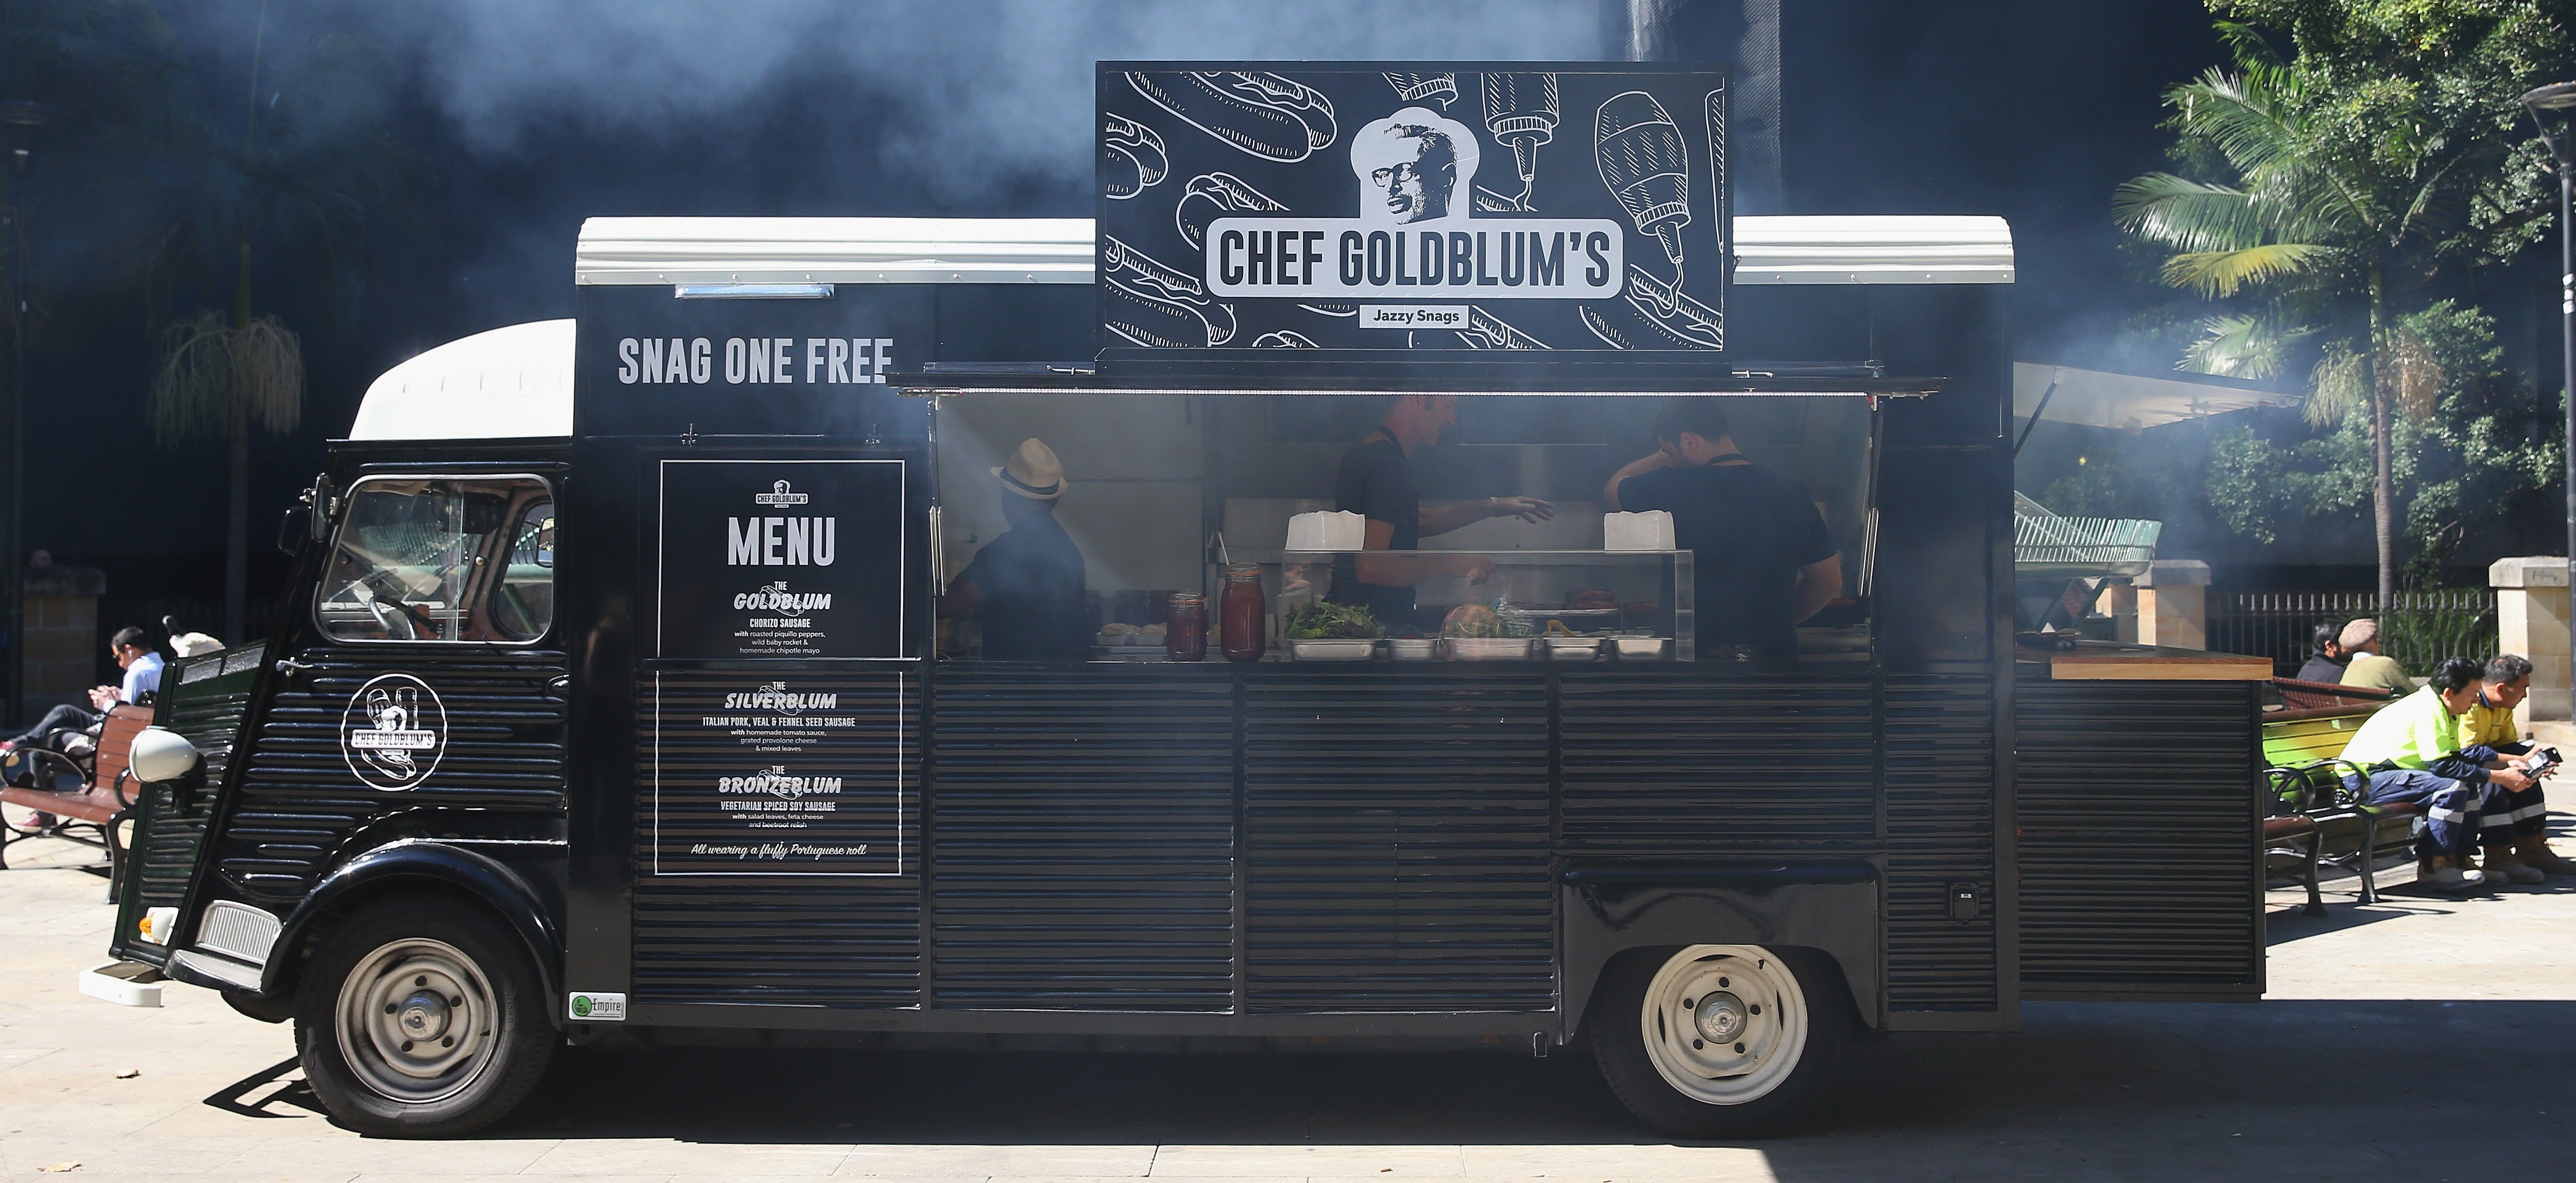 CHEF GOLDBLUM'S
Jazzy Snags
SNAG ONE FREE
CHEF GOLDBLUM'S
MENU
THE
GOLDBLUM
CHORIZO SAUSAGE
with roasted piquillo peppers,
wild baby rocket &
homemade chipotle mayo
THE
SILVERBLUM
ITALIAN PORK, VEAL & FENNEL SEED SAUSAGE
with homemade tomato sauce,
grated provolone cheese
& mixed leaves
THE
BRONZEBLUM
VEGETARIAN SPICED SOY SAUSAGE
with salad leaves, feta cheese
and beetroot relish
All wearing a fluffy Portuguese roll
CHEF GOLDBLUM'S
Empire